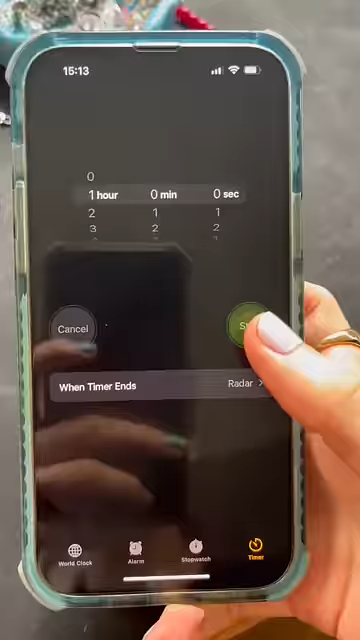 15:13
0
1 hour 0 min 0 sec
2 1 1
3 2 2
Cancel
When Timer Ends Radar >
World Clock Alarm Stopwatch Timer